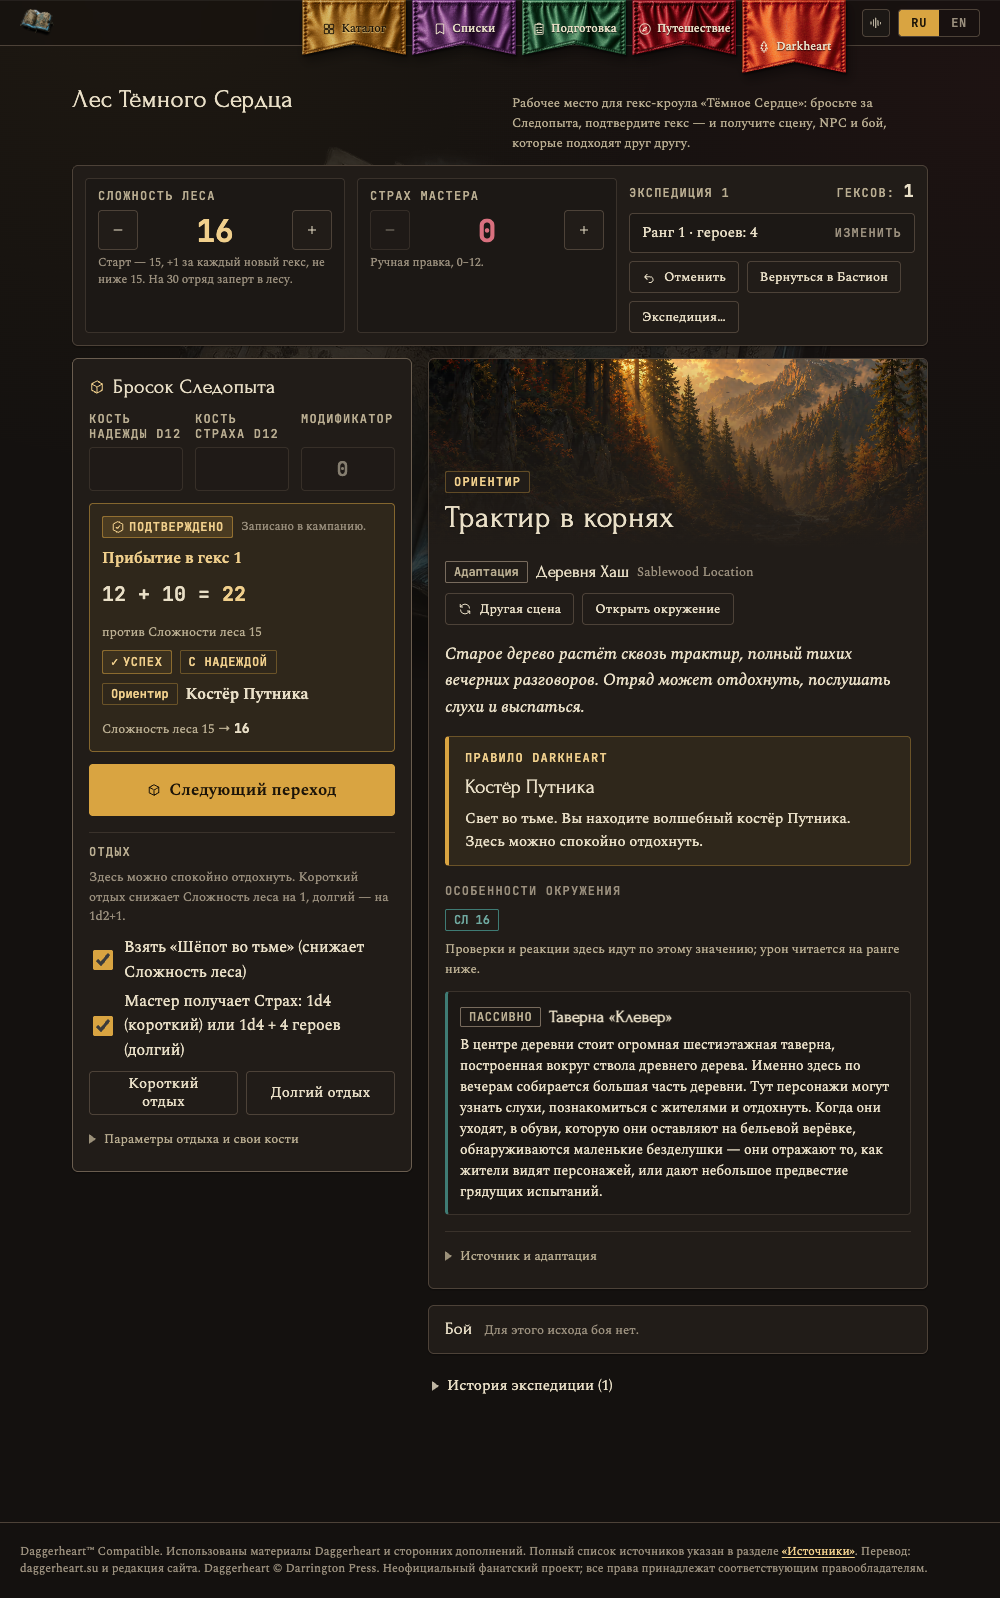 Каталог
Списки
Подготовка
Путешествие
Darkheart
RU
EN
Лес Тёмного Сердца
Рабочее место для гекс-кроула «Тёмное Сердце»: бросьте за
Следопыта, подтвердите гекс — и получите сцену, NPC и бой,
которые подходят друг другу.
СЛОЖНОСТЬ ЛЕСА
− 16 +
Старт — 15, +1 за каждый новый гекс, не
ниже 15. На 30 отряд заперт в лесу.
СТРАХ МАСТЕРА
− 0 +
Ручная правка, 0–12.
ЭКСПЕДИЦИЯ 1
ГЕКСОВ: 1
Ранг 1 · героев: 4
ИЗМЕНИТЬ
Отменить
Вернуться в Бастион
Экспедиция…
Бросок Следопыта
КОСТЬ
НАДЕЖДЫ D12
КОСТЬ
СТРАХА D12
МОДИФИКАТОР
0
ПОДТВЕРЖДЕНО Записано в кампанию.
Прибытие в гекс 1
12 + 10 = 22
против Сложности леса 15
✓ УСПЕХ
С НАДЕЖДОЙ
Ориентир Костёр Путника
Сложность леса 15 → 16
Следующий переход
ОТДЫХ
Здесь можно спокойно отдохнуть. Короткий
отдых снижает Сложность леса на 1, долгий — на
1d2+1.
Взять «Шёпот во тьме» (снижает
Сложность леса)
Мастер получает Страх: 1d4
(короткий) или 1d4 + 4 героев
(долгий)
Короткий
отдых
Долгий отдых
Параметры отдыха и свои кости
ОРИЕНТИР
Трактир в корнях
Адаптация Деревня Хаш Sablewood Location
Другая сцена
Открыть окружение
Старое дерево растёт сквозь трактир, полный тихих
вечерних разговоров. Отряд может отдохнуть, послушать
слухи и выспаться.
ПРАВИЛО DARKHEART
Костёр Путника
Свет во тьме. Вы находите волшебный костёр Путника.
Здесь можно спокойно отдохнуть.
ОСОБЕННОСТИ ОКРУЖЕНИЯ
СЛ 16
Проверки и реакции здесь идут по этому значению; урон читается на ранге
ниже.
ПАССИВНО Таверна «Клевер»
В центре деревни стоит огромная шестиэтажная таверна,
построенная вокруг ствола древнего дерева. Именно здесь по
вечерам собирается большая часть деревни. Тут персонажи могут
узнать слухи, познакомиться с жителями и отдохнуть. Когда они
уходят, в обуви, которую они оставляют на бельевой верёвке,
обнаруживаются маленькие безделушки — они отражают то, как
жители видят персонажей, или дают небольшое предвестие
грядущих испытаний.
Источник и адаптация
Бой Для этого исхода боя нет.
История экспедиции (1)
Daggerheart™ Compatible. Использованы материалы Daggerheart и сторонних дополнений. Полный список источников указан в разделе «Источники». Перевод:
daggerheart.su и редакция сайта. Daggerheart © Darrington Press. Неофициальный фанатский проект; все права принадлежат соответствующим правообладателям.